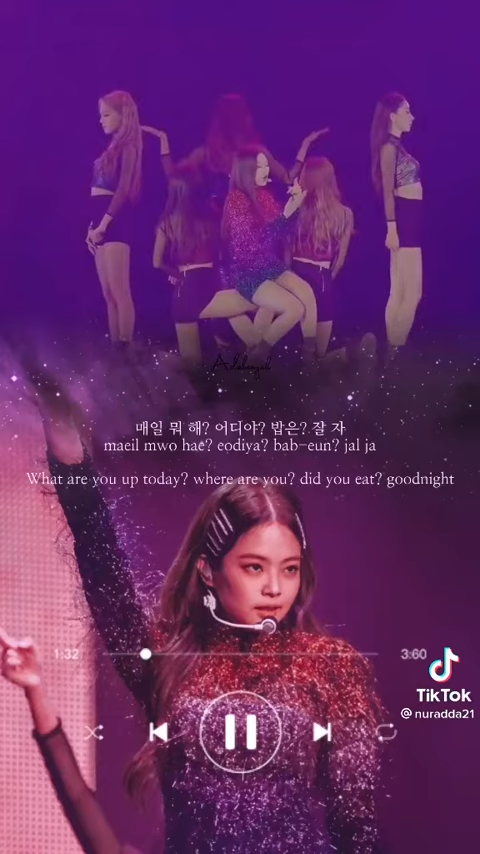 매일 뭐 해? 어디야? 밥은? 잘 자
maeil mwo hae? eodiya? bab-eun? jal ja
What are you up today? where are you? did you eat? goodnight
1:32
3:60
TikTok
@nuradda21